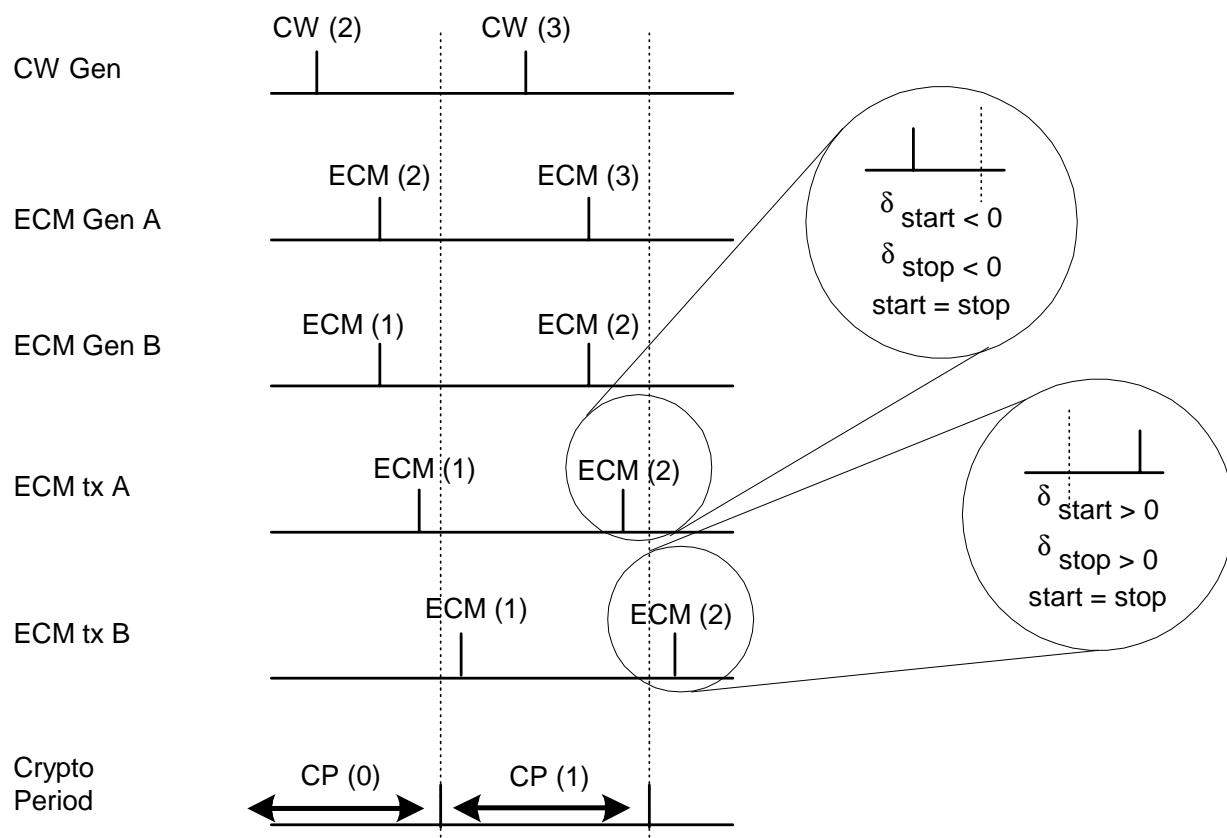 CW (2)
CW (3)
CW Gen
ECM (2)
ECM (3)
ECM Gen A
ECM (1)
ECM (2)
ECM Gen B
ECM (1)
ECM (2)
ECM tx A
ECM (1)
ECM (2)
ECM tx B
δ start < 0
δ stop < 0
start = stop
δ start > 0
δ stop > 0
start = stop
Crypto
Period
CP (0)
CP (1)